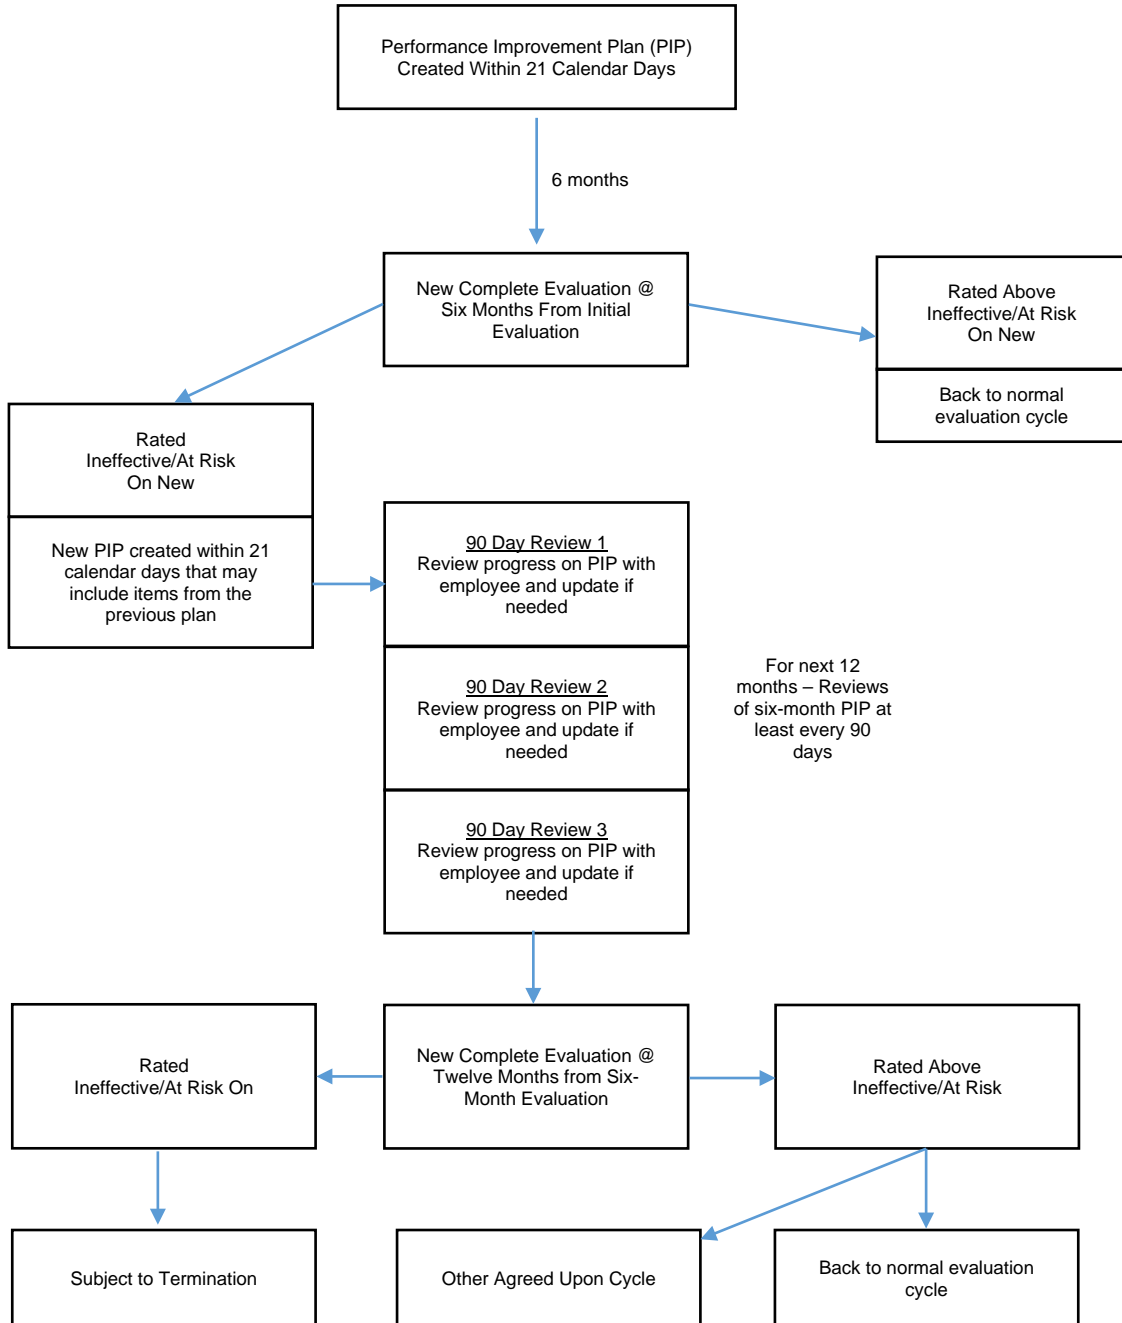 Performance Improvement Plan (PIP)
Created Within 21 Calendar Days
6 months
New Complete Evaluation @
Six Months From Initial
Evaluation
Rated Above
Ineffective/At Risk
On New
Back to normal
evaluation cycle
Rated
Ineffective/At Risk
On New
New PIP created within 21
calendar days that may
include items from the
previous plan
90 Day Review 1
Review progress on PIP with
employee and update if
needed
90 Day Review 2
Review progress on PIP with
employee and update if
needed
90 Day Review 3
Review progress on PIP with
employee and update if
needed
For next 12
months – Reviews
of six-month PIP at
least every 90
days
Rated
Ineffective/At Risk On
New Complete Evaluation @
Twelve Months from Six-
Month Evaluation
Rated Above
Ineffective/At Risk
Subject to Termination
Other Agreed Upon Cycle
Back to normal evaluation
cycle